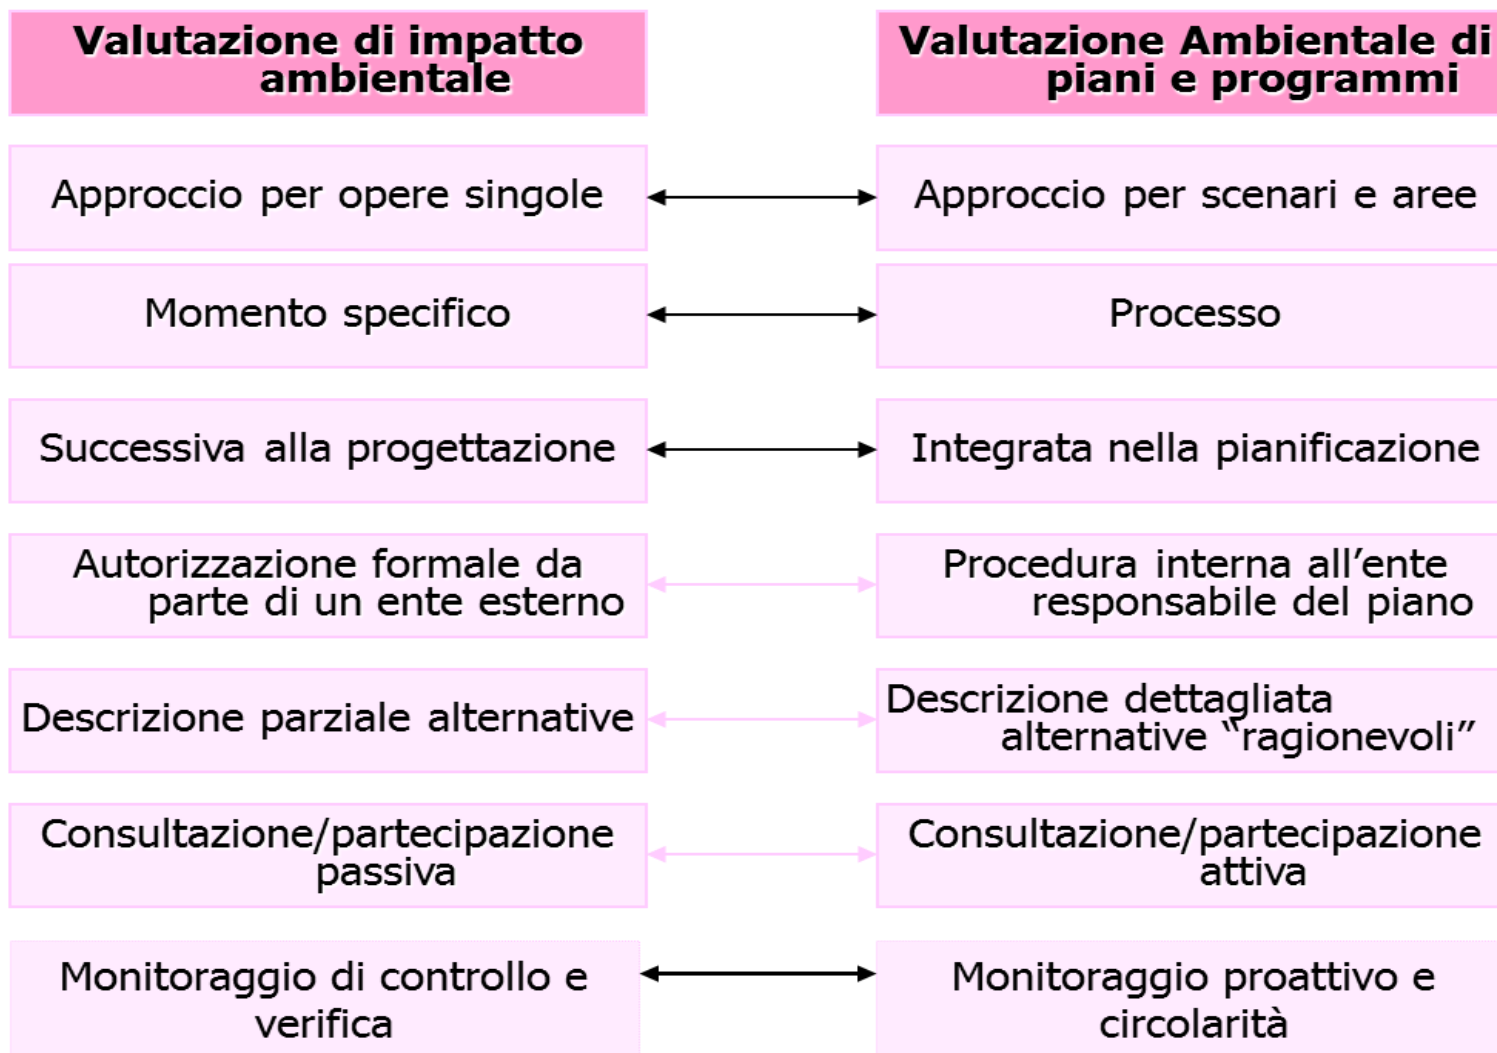 Valutazione di impatto
ambientale
Valutazione Ambientale di
piani e programmi
Approccio per opere singole
Approccio per scenari e aree
Momento specifico
Processo
Successiva alla progettazione
Integrata nella pianificazione
Autorizzazione formale da
parte di un ente esterno
Procedura interna all’ente
responsabile del piano
Descrizione parziale alternative
Descrizione dettagliata
alternative “ragionevoli”
Consultazione/partecipazione
passiva
Consultazione/partecipazione
attiva
Monitoraggio di controllo e
verifica
Monitoraggio proattivo e
circolarità